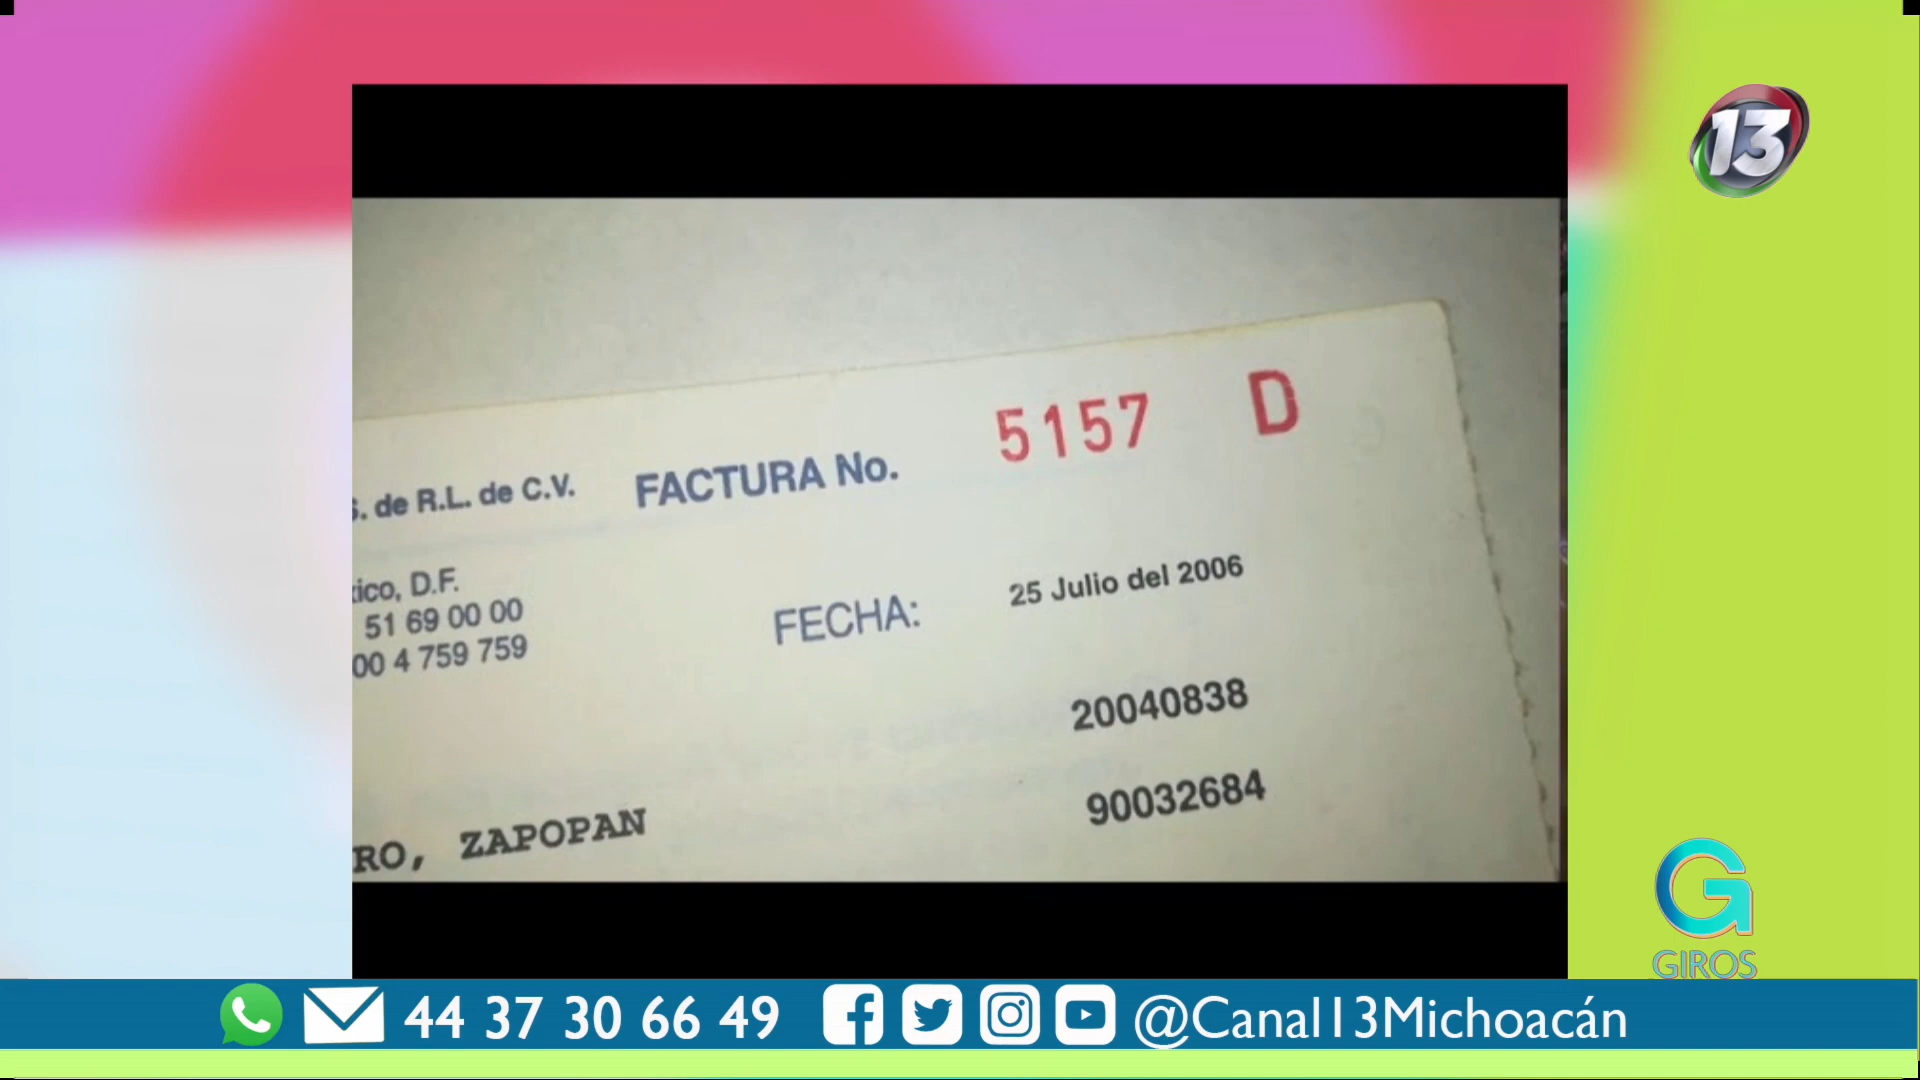 13
S. de R.L. de C.V. FACTURA No. 5157 D
ico, D.F.
51 69 00 00
FECHA: 25 Julio del 2006
00 4 759 759
20040838
RO, ZAPOPAN
90032684
G
GIROS
44 37 30 66 49 @Canal13Michoacán